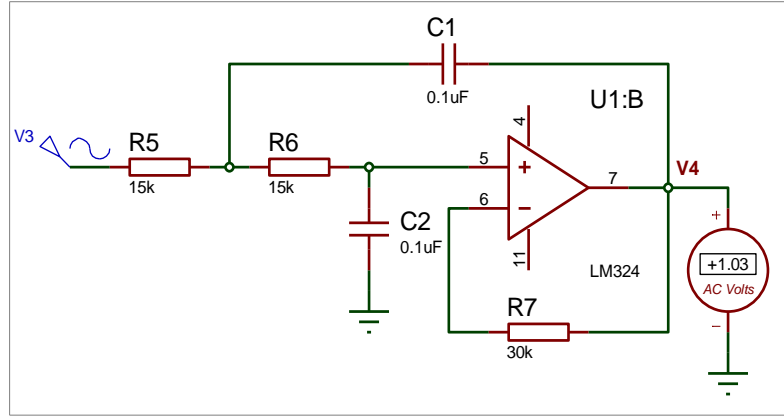 C1
0.1uF
U1:B
V3
R5
15k
R6
15k
4
5
6
7
11
V4
C2
0.1uF
LM324
R7
30k
+
+1.03
AC Volts
−
+
−